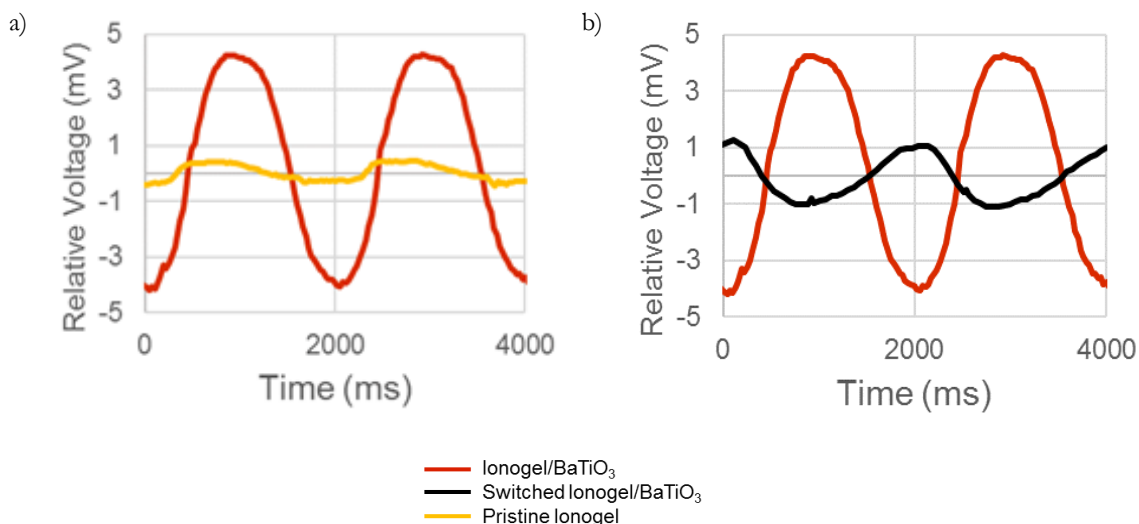 a)
5
3
1
-1
-3
-5
Relative Voltage (mV)
0 2000 4000
Time (ms)
b)
5
3
1
-1
-3
-5
Relative Voltage (mV)
0 2000 4000
Time (ms)
Ionogel/BaTiO₃
Switched Ionogel/BaTiO₃
Pristine Ionogel